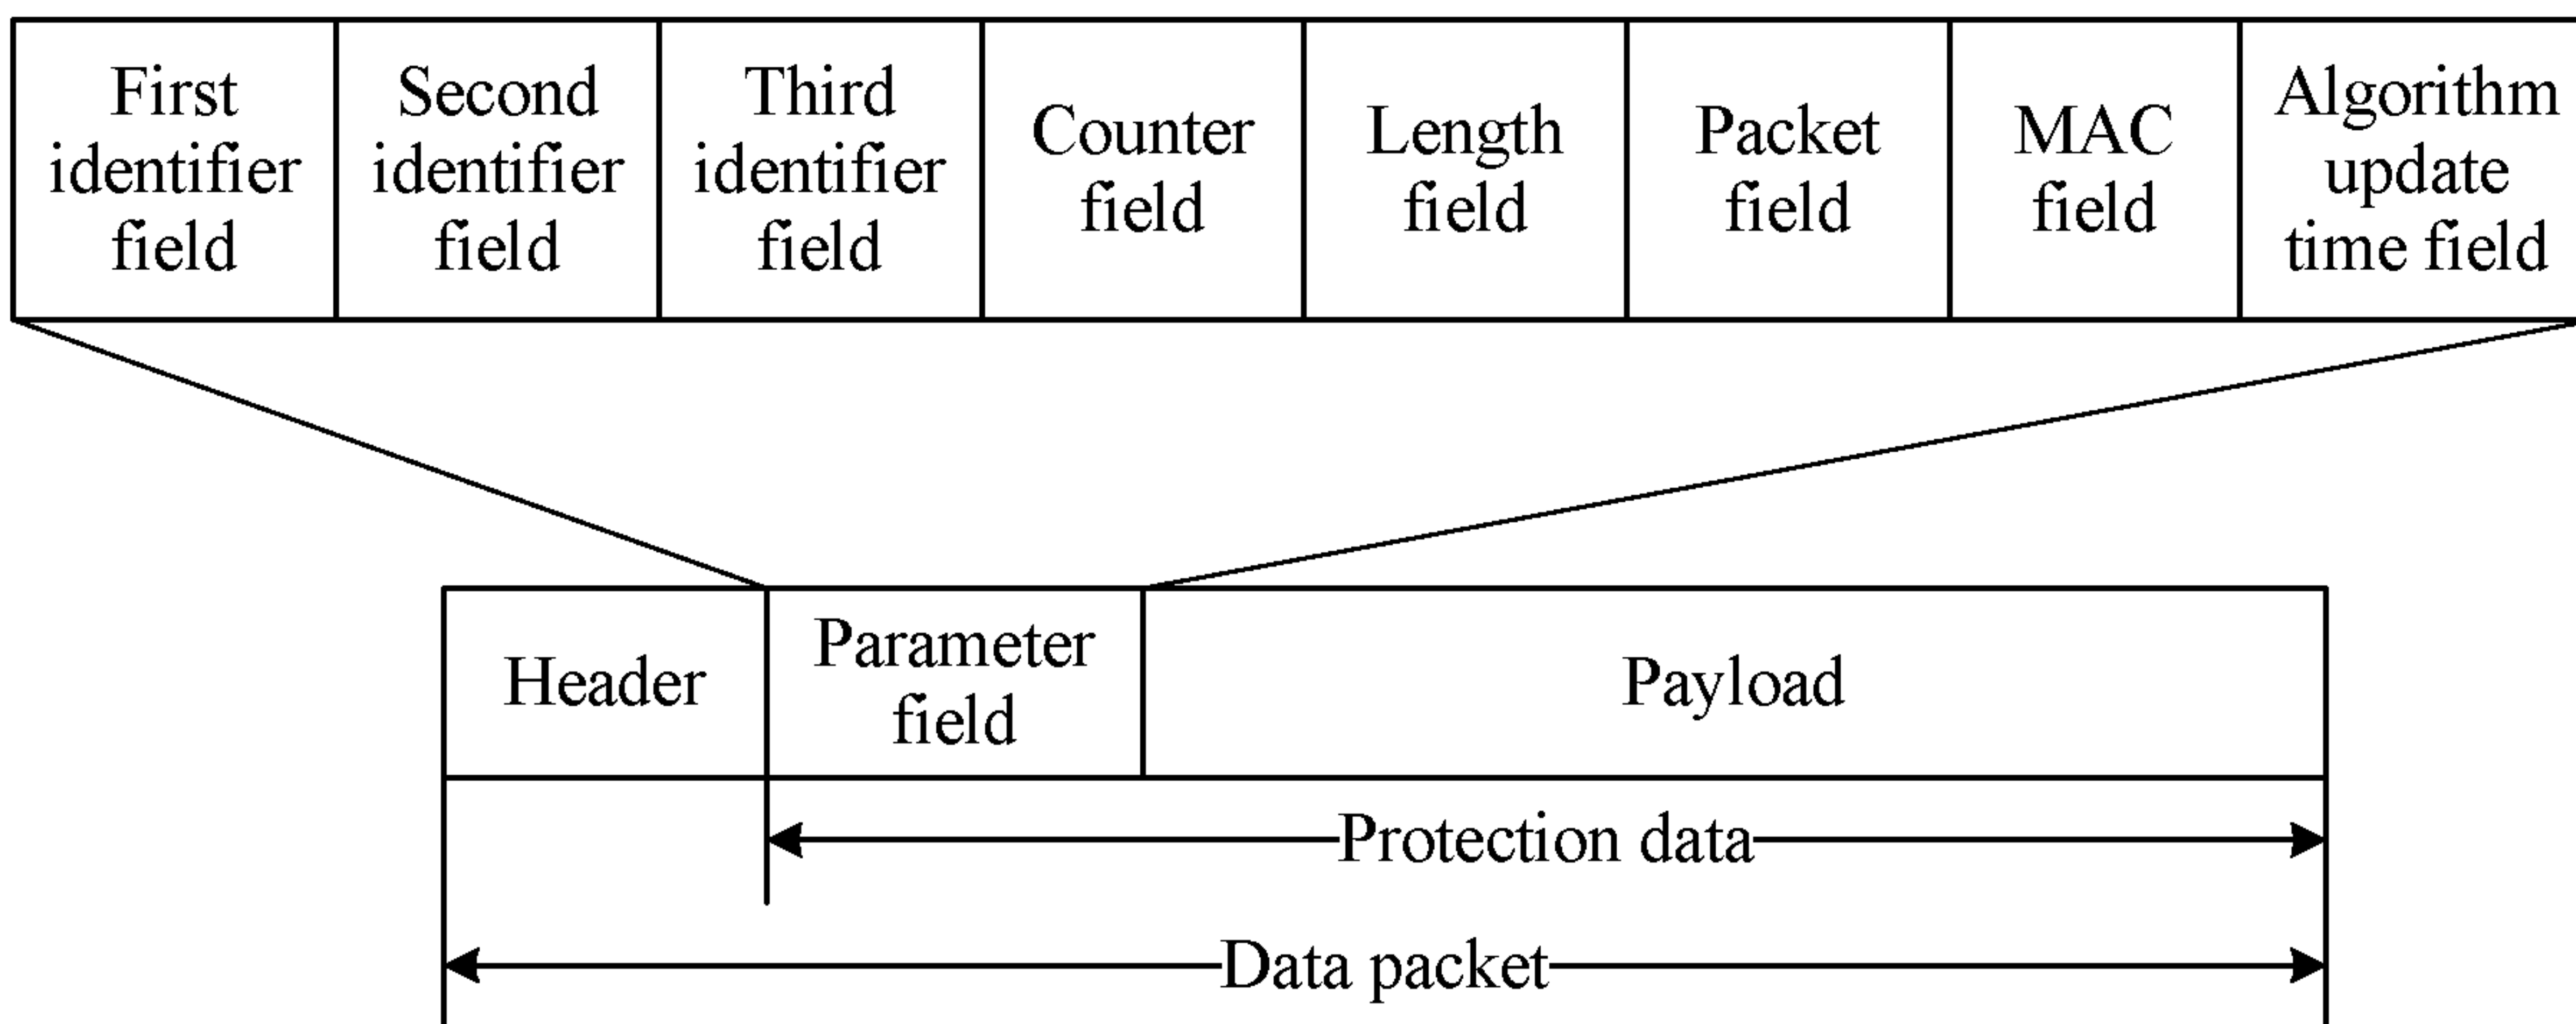 First
identifier
field
Second
identifier
field
Third
identifier
field
Counter
field
Length
field
Packet
field
MAC
field
Algorithm
update
time field
Header
Parameter
field
Payload
Protection data
Data packet